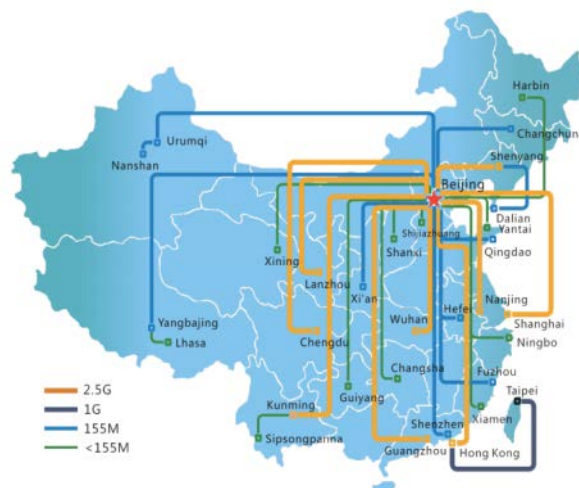 Harbin
Changchun
Urumqi
Shenyang
Nanshan
Beijing
Dalian
Yantai
Shijiazhuang
Qingdao
Shanxi
Xining
Lanzhou
Xi'an
Nanjing
Hefei
Shanghai
Yangbajing
Wuhan
Lhasa
Chengdu
Ningbo
Changsha
Fuzhou
2.5G
Taipei
1G
Guiyang
Kunming
Xiamen
155M
Shenzhen
<155M
Sipsongpanna
Guangzhou
Hong Kong